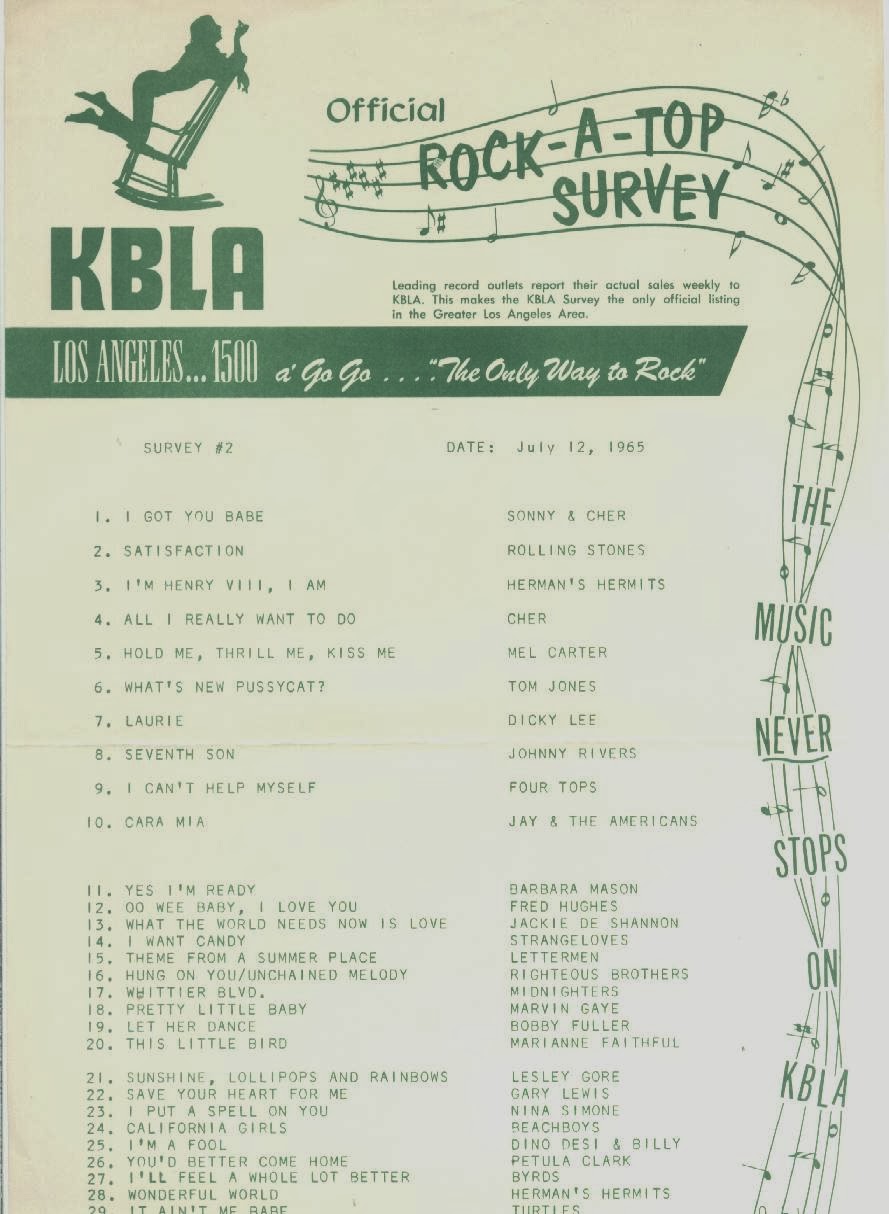 Official
ROCK-A-TOP
SURVEY
KBLA
Leading record outlets report their actual sales weekly to
KBLA. This makes the KBLA Survey the only official listing
in the Greater Los Angeles Area.
LOS ANGELES... 1500 a' Go Go . . . "The Only Way to Rock"
SURVEY #2 DATE: July 12, 1965
1. I GOT YOU BABE SONNY & CHER
2. SATISFACTION ROLLING STONES
3. I'M HENRY VIII, I AM HERMAN'S HERMITS
4. ALL I REALLY WANT TO DO CHER
5. HOLD ME, THRILL ME, KISS ME MEL CARTER
6. WHAT'S NEW PUSSYCAT? TOM JONES
7. LAURIE DICKY LEE
8. SEVENTH SON JOHNNY RIVERS
9. I CAN'T HELP MYSELF FOUR TOPS
10. CARA MIA JAY & THE AMERICANS
11. YES I'M READY BARBARA MASON
12. OO WEE BABY, I LOVE YOU FRED HUGHES
13. WHAT THE WORLD NEEDS NOW IS LOVE JACKIE DE SHANNON
14. I WANT CANDY STRANGELOVES
15. THEME FROM A SUMMER PLACE LETTERMEN
16. HUNG ON YOU/UNCHAINED MELODY RIGHTEOUS BROTHERS
17. WHITTIER BLVD. MIDNIGHTERS
18. PRETTY LITTLE BABY MARVIN GAYE
19. LET HER DANCE BOBBY FULLER
20. THIS LITTLE BIRD MARIANNE FAITHFUL
21. SUNSHINE, LOLLIPOPS AND RAINBOWS LESLEY GORE
22. SAVE YOUR HEART FOR ME GARY LEWIS
23. I PUT A SPELL ON YOU NINA SIMONE
24. CALIFORNIA GIRLS BEACHBOYS
25. I'M A FOOL DINO DESI & BILLY
26. YOU'D BETTER COME HOME PETULA CLARK
27. I'LL FEEL A WHOLE LOT BETTER BYRDS
28. WONDERFUL WORLD HERMAN'S HERMITS
29. IT AIN'T ME BABE TURTLES
THE
MUSIC
NEVER
STOPS
ON
KBLA